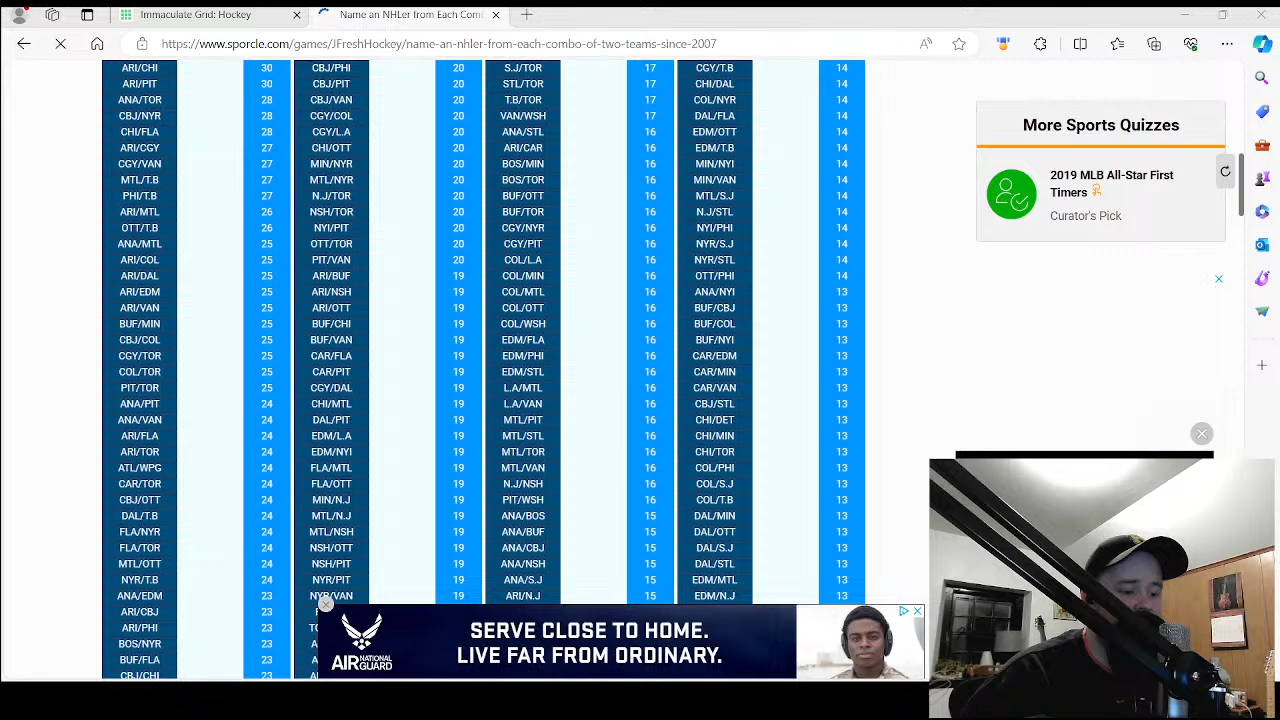 Immaculate Grid: Hockey
Name an NHLer from Each Com
https://www.sporcle.com/games/JFreshHockey/name-an-nhler-from-each-combo-of-two-teams-since-2007
ARI/CHI 30 CBJ/PHI 20 S.J/TOR 17 CGY/T.B 14
ARI/PIT 30 CBJ/PIT 20 STL/TOR 17 CHI/DAL 14
ANA/TOR 28 CBJ/VAN 20 T.B/TOR 17 COL/NYR 14
CBJ/NYR 28 CGY/COL 20 VAN/WSH 17 DAL/FLA 14
CHI/FLA 28 CGY/L.A 20 ANA/STL 16 EDM/OTT 14
ARI/CGY 27 CHI/OTT 20 ARI/CAR 16 EDM/T.B 14
CGY/VAN 27 MIN/NYR 20 BOS/MIN 16 MIN/NYI 14
MTL/T.B 27 MTL/NYR 20 BOS/TOR 16 MIN/VAN 14
PHI/T.B 27 N.J/TOR 20 BUF/OTT 16 MTL/S.J 14
ARI/MTL 26 NSH/TOR 20 BUF/TOR 16 N.J/STL 14
OTT/T.B 26 NYI/PIT 20 CGY/NYR 16 NYI/PHI 14
ANA/MTL 25 OTT/TOR 20 CGY/PIT 16 NYR/S.J 14
ARI/COL 25 PIT/VAN 20 COL/L.A 16 NYR/STL 14
ARI/DAL 25 ARI/BUF 19 COL/MIN 16 OTT/PHI 14
ARI/EDM 25 ARI/NSH 19 COL/MTL 16 ANA/NYI 13
ARI/VAN 25 ARI/OTT 19 COL/OTT 16 BUF/CBJ 13
BUF/MIN 25 BUF/CHI 19 COL/WSH 16 BUF/COL 13
CBJ/COL 25 BUF/VAN 19 EDM/FLA 16 BUF/NYI 13
CGY/TOR 25 CAR/FLA 19 EDM/PHI 16 CAR/EDM 13
COL/TOR 25 CAR/PIT 19 EDM/STL 16 CAR/MIN 13
PIT/TOR 25 CGY/DAL 19 L.A/MTL 16 CAR/VAN 13
ANA/PIT 24 CHI/MTL 19 L.A/VAN 16 CBJ/STL 13
ANA/VAN 24 DAL/PIT 19 MTL/PIT 16 CHI/DET 13
ARI/FLA 24 EDM/L.A 19 MTL/STL 16 CHI/MIN 13
ARI/TOR 24 EDM/NYI 19 MTL/TOR 16 CHI/TOR 13
ATL/WPG 24 FLA/MTL 19 MTL/VAN 16 COL/PHI 13
CAR/TOR 24 FLA/OTT 19 N.J/NSH 16 COL/S.J 13
CBJ/OTT 24 MIN/N.J 19 PIT/WSH 16 COL/T.B 13
DAL/T.B 24 MTL/N.J 19 ANA/BOS 15 DAL/MIN 13
FLA/NYR 24 MTL/NSH 19 ANA/BUF 15 DAL/OTT 13
FLA/TOR 24 NSH/OTT 19 ANA/CBJ 15 DAL/S.J 13
MTL/OTT 24 NSH/PIT 19 ANA/NSH 15 DAL/STL 13
NYR/T.B 24 NYR/PIT 19 ANA/S.J 15 EDM/MTL 13
ANA/EDM 23 NYR/VAN 19 ARI/N.J 15 EDM/N.J 13
ARI/CBJ 23
ARI/PHI 23
BOS/NYR 23
BUF/FLA 23
CBJ/CHI 23
More Sports Quizzes
2019 MLB All-Star First
Timers
Curator's Pick
AIR NATIONAL
GUARD
SERVE CLOSE TO HOME.
LIVE FAR FROM ORDINARY.